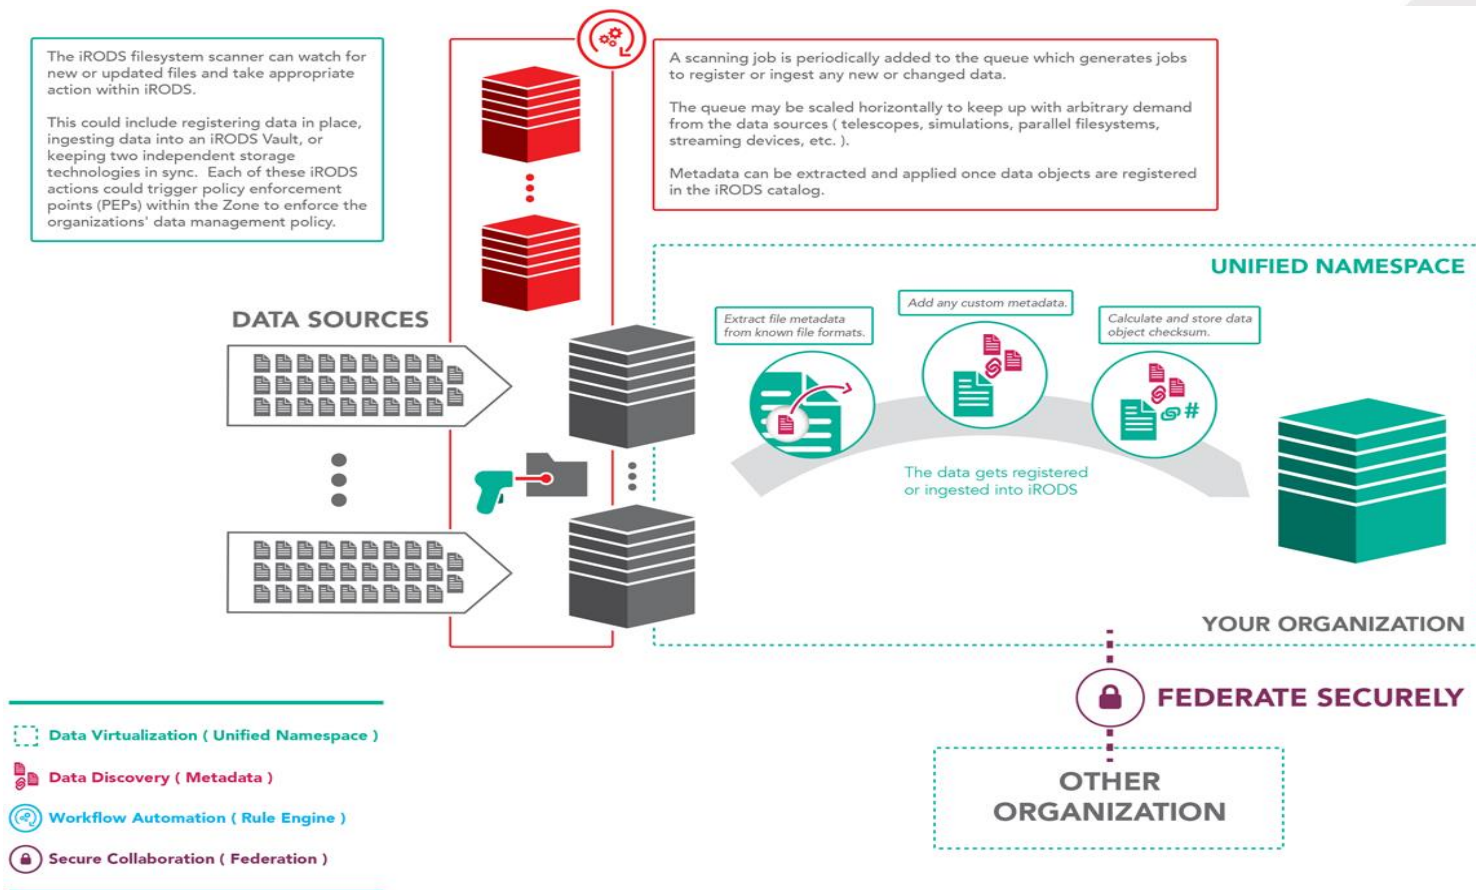 The iRODS filesystem scanner can watch for
new or updated files and take appropriate
action within iRODS.
This could include registering data in place,
ingesting data into an iRODS Vault, or
keeping two independent storage
technologies in sync. Each of these iRODS
actions could trigger policy enforcement
points (PEPs) within the Zone to enforce the
organizations' data management policy.
A scanning job is periodically added to the queue which generates jobs
to register or ingest any new or changed data.
The queue may be scaled horizontally to keep up with arbitrary demand
from the data sources ( telescopes, simulations, parallel filesystems,
streaming devices, etc. ).
Metadata can be extracted and applied once data objects are registered
in the iRODS catalog.
UNIFIED NAMESPACE
DATA SOURCES
Extract file metadata
from known file formats.
Add any custom metadata.
Calculate and store data
object checksum.
#
The data gets registered
or ingested into iRODS
YOUR ORGANIZATION
FEDERATE SECURELY
OTHER
ORGANIZATION
Data Virtualization ( Unified Namespace )
Data Discovery ( Metadata )
Workflow Automation ( Rule Engine )
Secure Collaboration ( Federation )